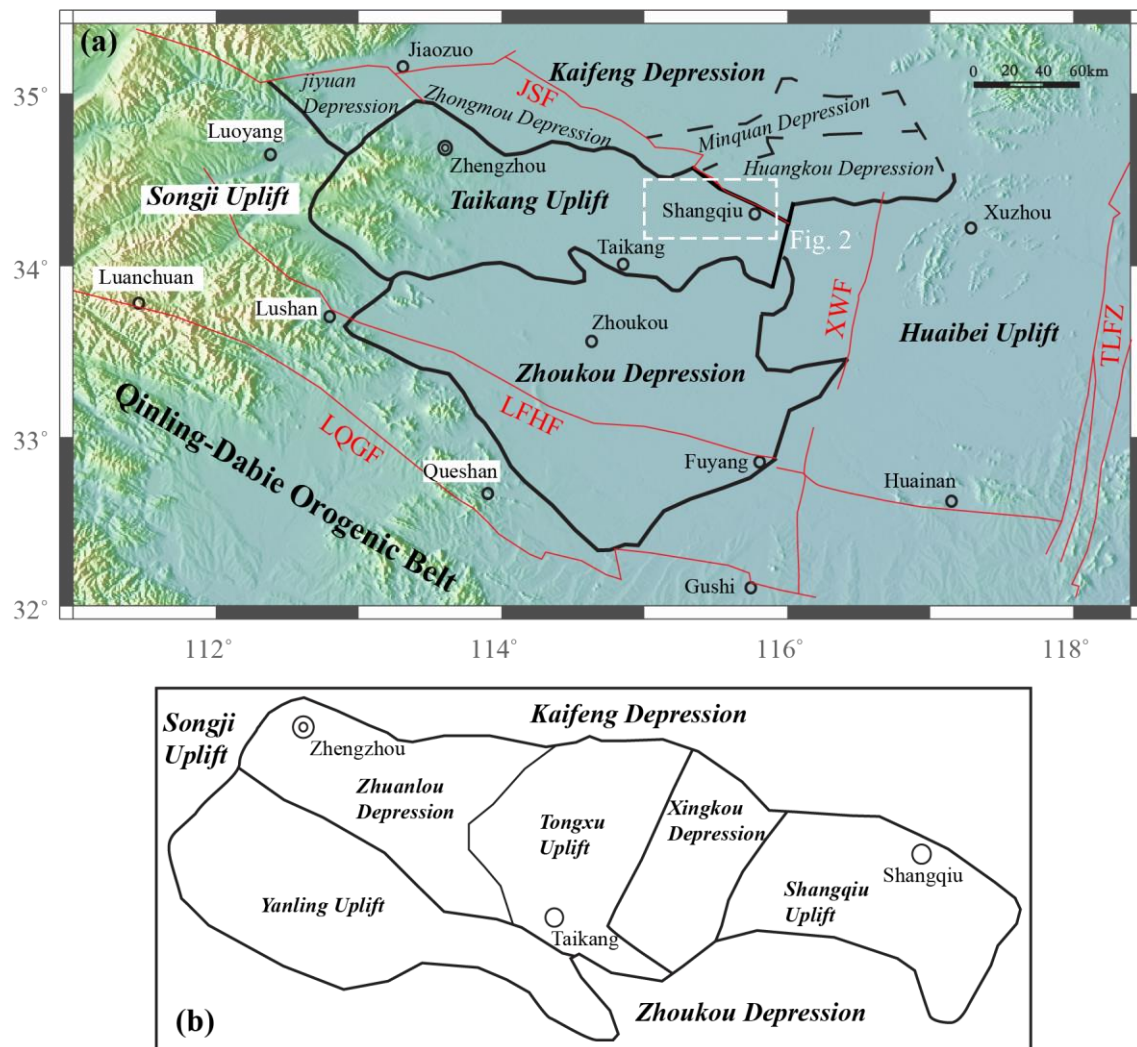 (a)
Jiaozuo
Kaifeng Depression
0 20 40 60km
35°
jiyuan
Depression
JSF
Zhongmou Depression
Minquan Depression
Luoyang
Zhengzhou
Huangkou Depression
Songji Uplift
Taikang Uplift
Shangqiu
Xuzhou
Fig. 2
Taikang
34°
Luanchuan
Lushan
Zhoukou
XWF
Huaibei Uplift
TLFZ
Zhoukou Depression
Qinling-Dabie Orogenic Belt
LQGF
LFHF
33°
Queshan
Fuyang
Huainan
Gushi
32°
112°
114°
116°
118°
Songji
Uplift
Kaifeng Depression
Zhengzhou
Zhuanlou
Depression
Tongxu
Uplift
Xingkou
Depression
Shangqiu
Shangqiu
Uplift
Yanling Uplift
Taikang
Zhoukou Depression
(b)